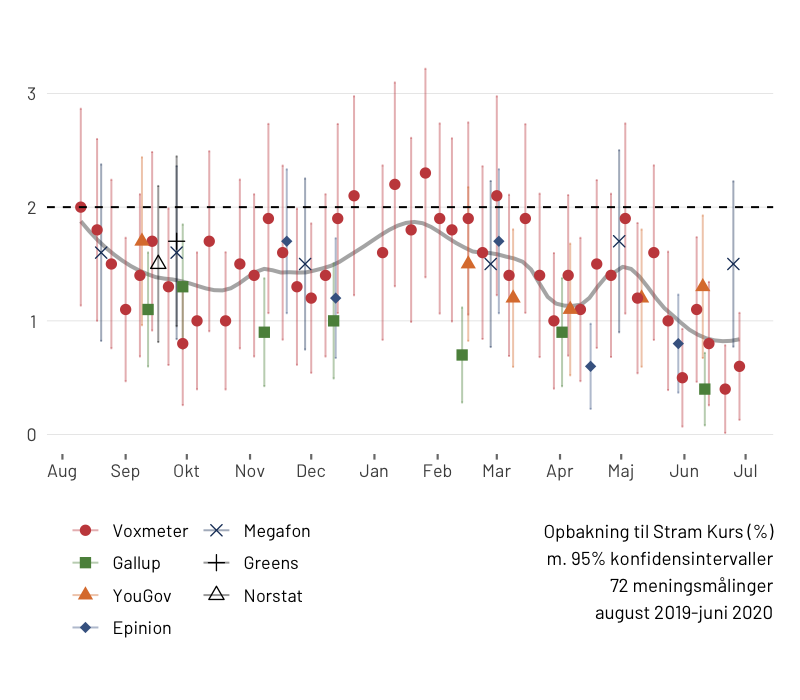 3
2
1
0
Aug Sep Okt Nov Dec Jan Feb Mar Apr Maj Jun Jul
Voxmeter Megafon
Gallup Greens
YouGov Norstat
Epinion
Opbakning til Stram Kurs (%)
m. 95% konfidensintervaller
72 meningsmålinger
august 2019-juni 2020